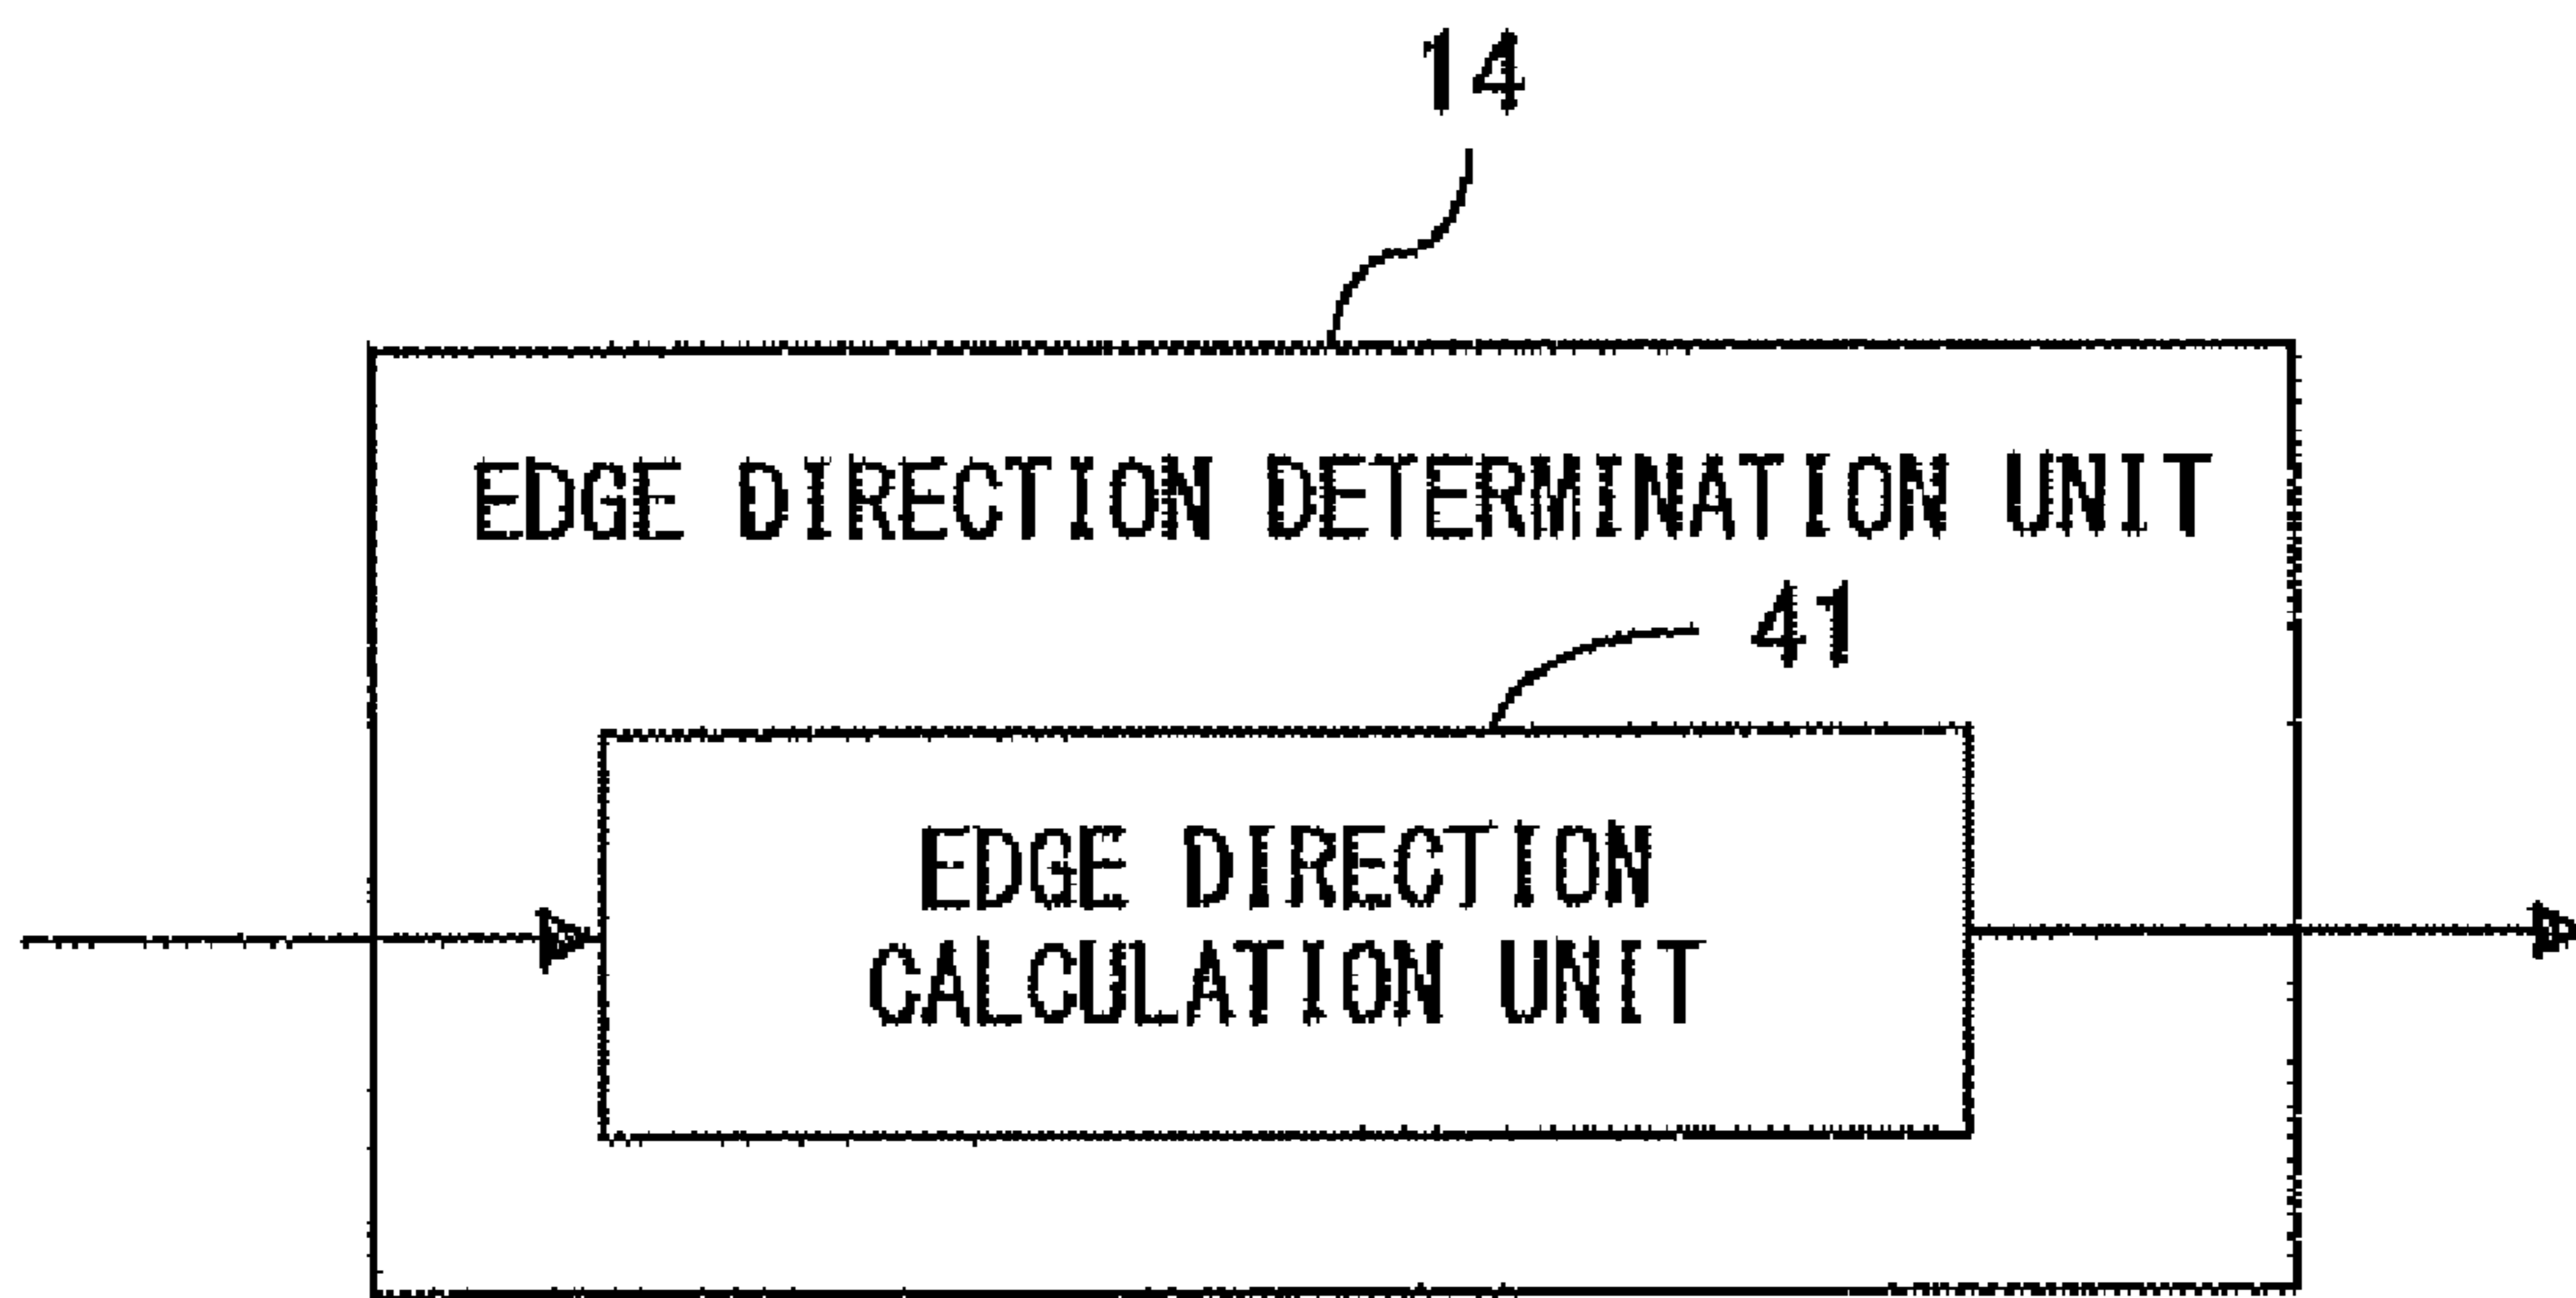 14
EDGE DIRECTION DETERMINATION UNIT
41
EDGE DIRECTION
CALCULATION UNIT